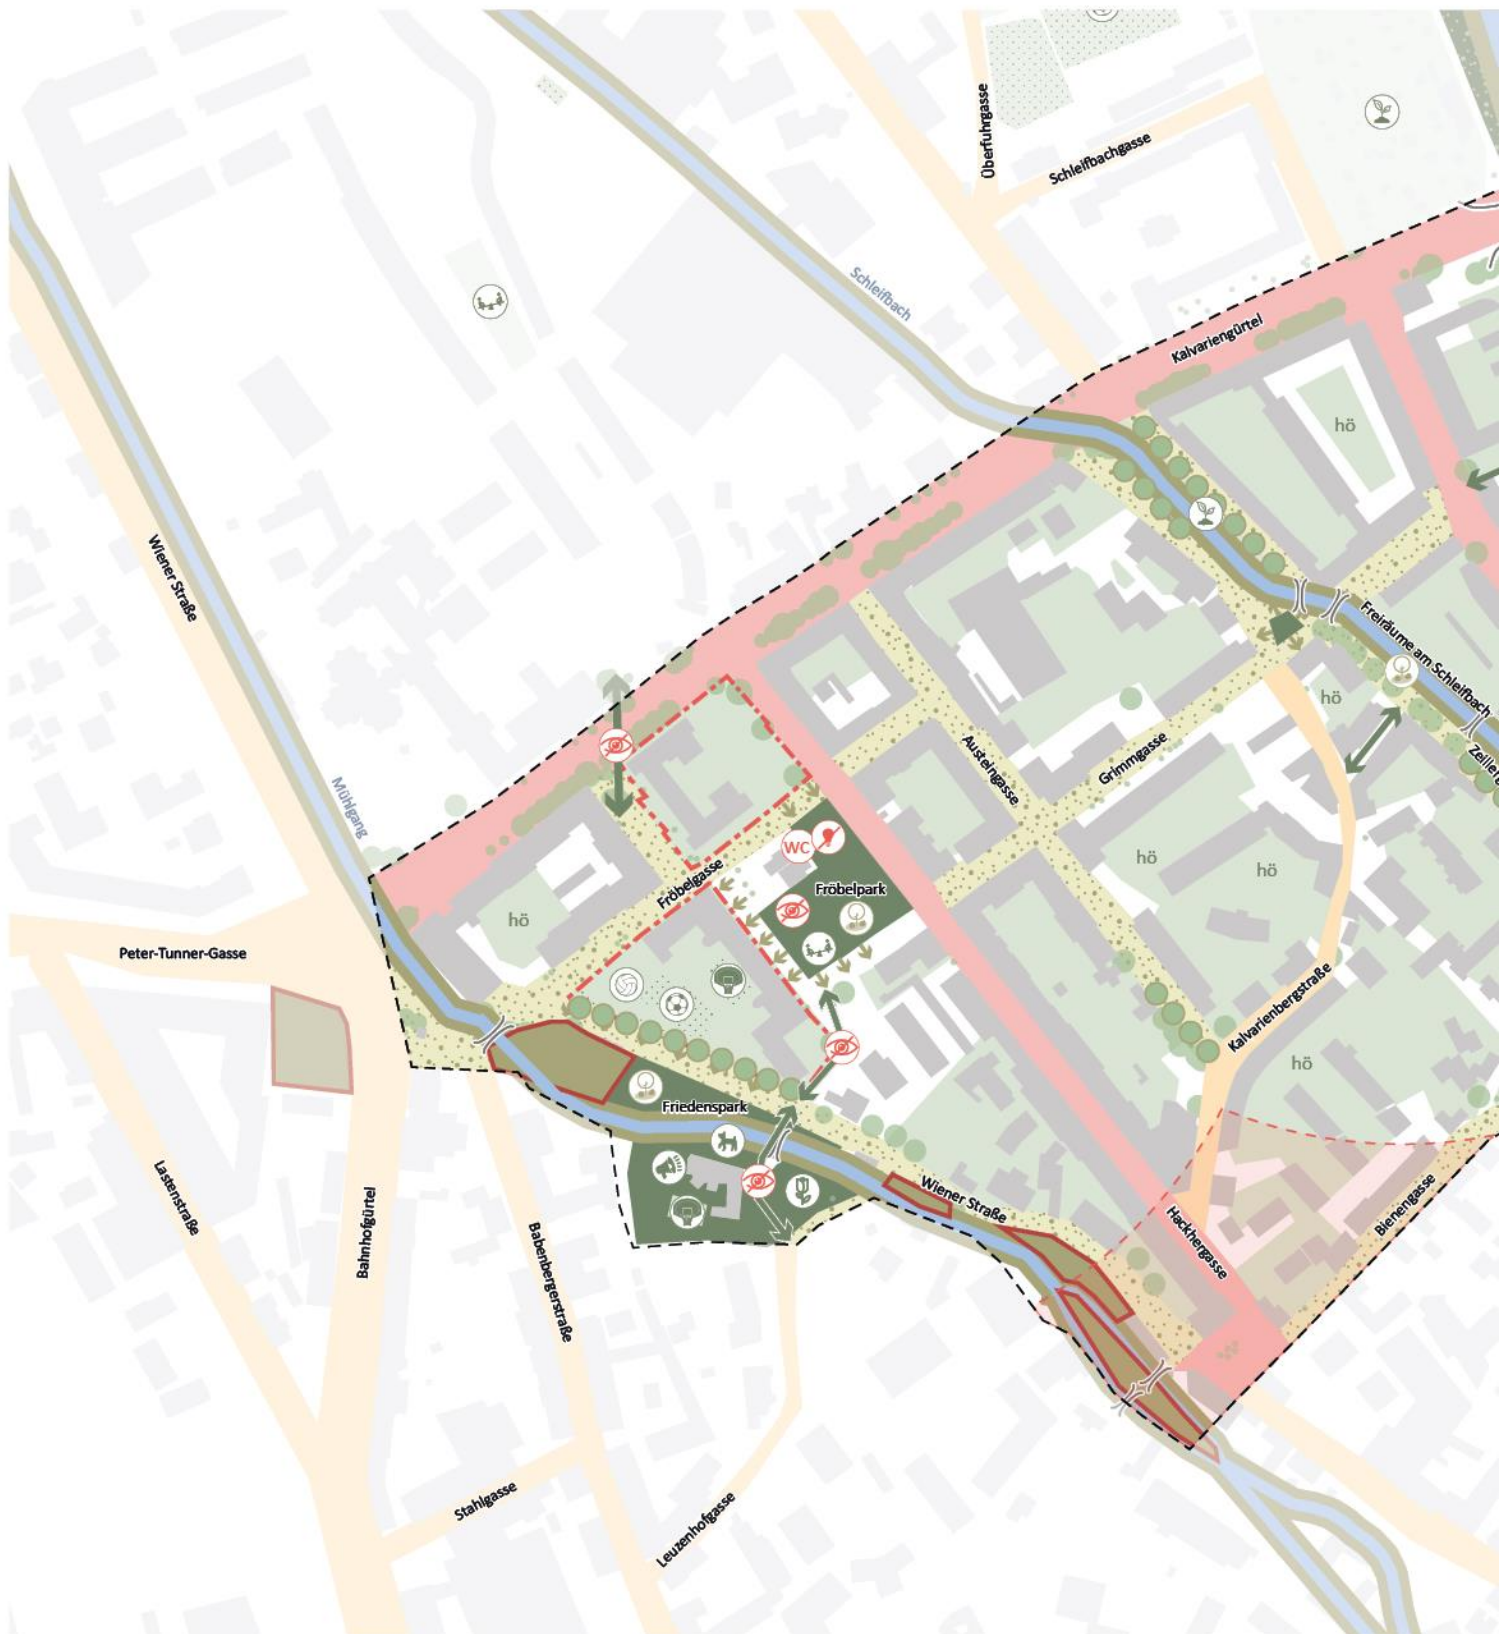 Überfuhrgasse
Schleifbachgasse
Schleifbach
Kalvariengürtel
hö
Wiener Straße
Freiräume am Schleifbach
hö
Austeingasse
Grimmgasse
Mühlgang
WC
Fröbelgasse
Fröbelpark
hö
hö
hö
Peter-Tunner-Gasse
Kalvarienbergstraße
hö
Friedenspark
Wiener Straße
Lastenstraße
Bahnhofgürtel
Babenbergerstraße
Hackhergasse
Bienengasse
Stahlgasse
Leuzenhofgasse